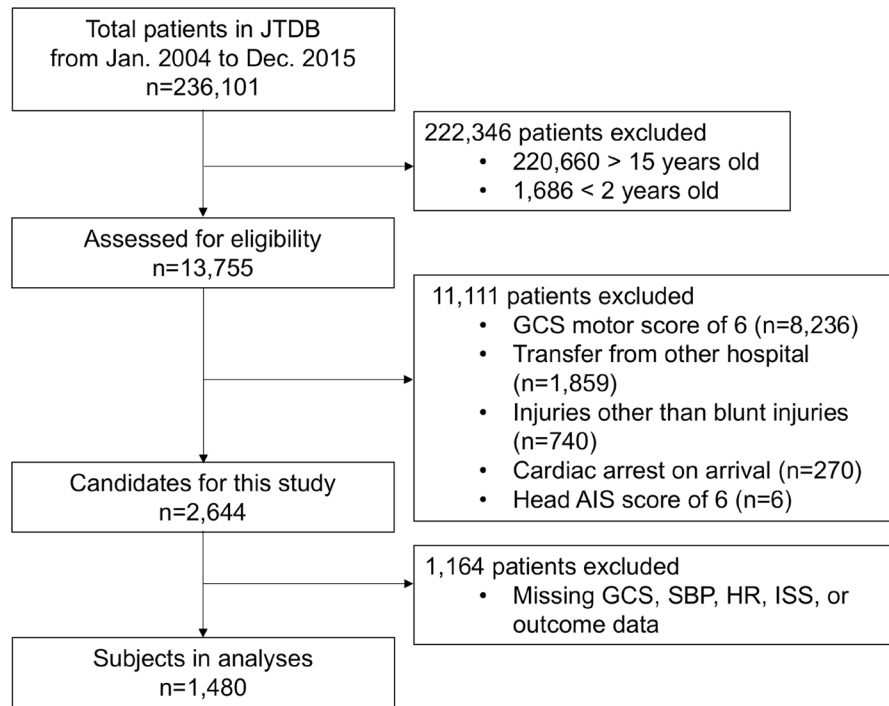 Total patients in JTDB
from Jan. 2004 to Dec. 2015
n=236,101
222,346 patients excluded
• 220,660 > 15 years old
• 1,686 < 2 years old
Assessed for eligibility
n=13,755
11,111 patients excluded
• GCS motor score of 6 (n=8,236)
• Transfer from other hospital
(n=1,859)
• Injuries other than blunt injuries
(n=740)
• Cardiac arrest on arrival (n=270)
• Head AIS score of 6 (n=6)
Candidates for this study
n=2,644
1,164 patients excluded
• Missing GCS, SBP, HR, ISS, or
outcome data
Subjects in analyses
n=1,480